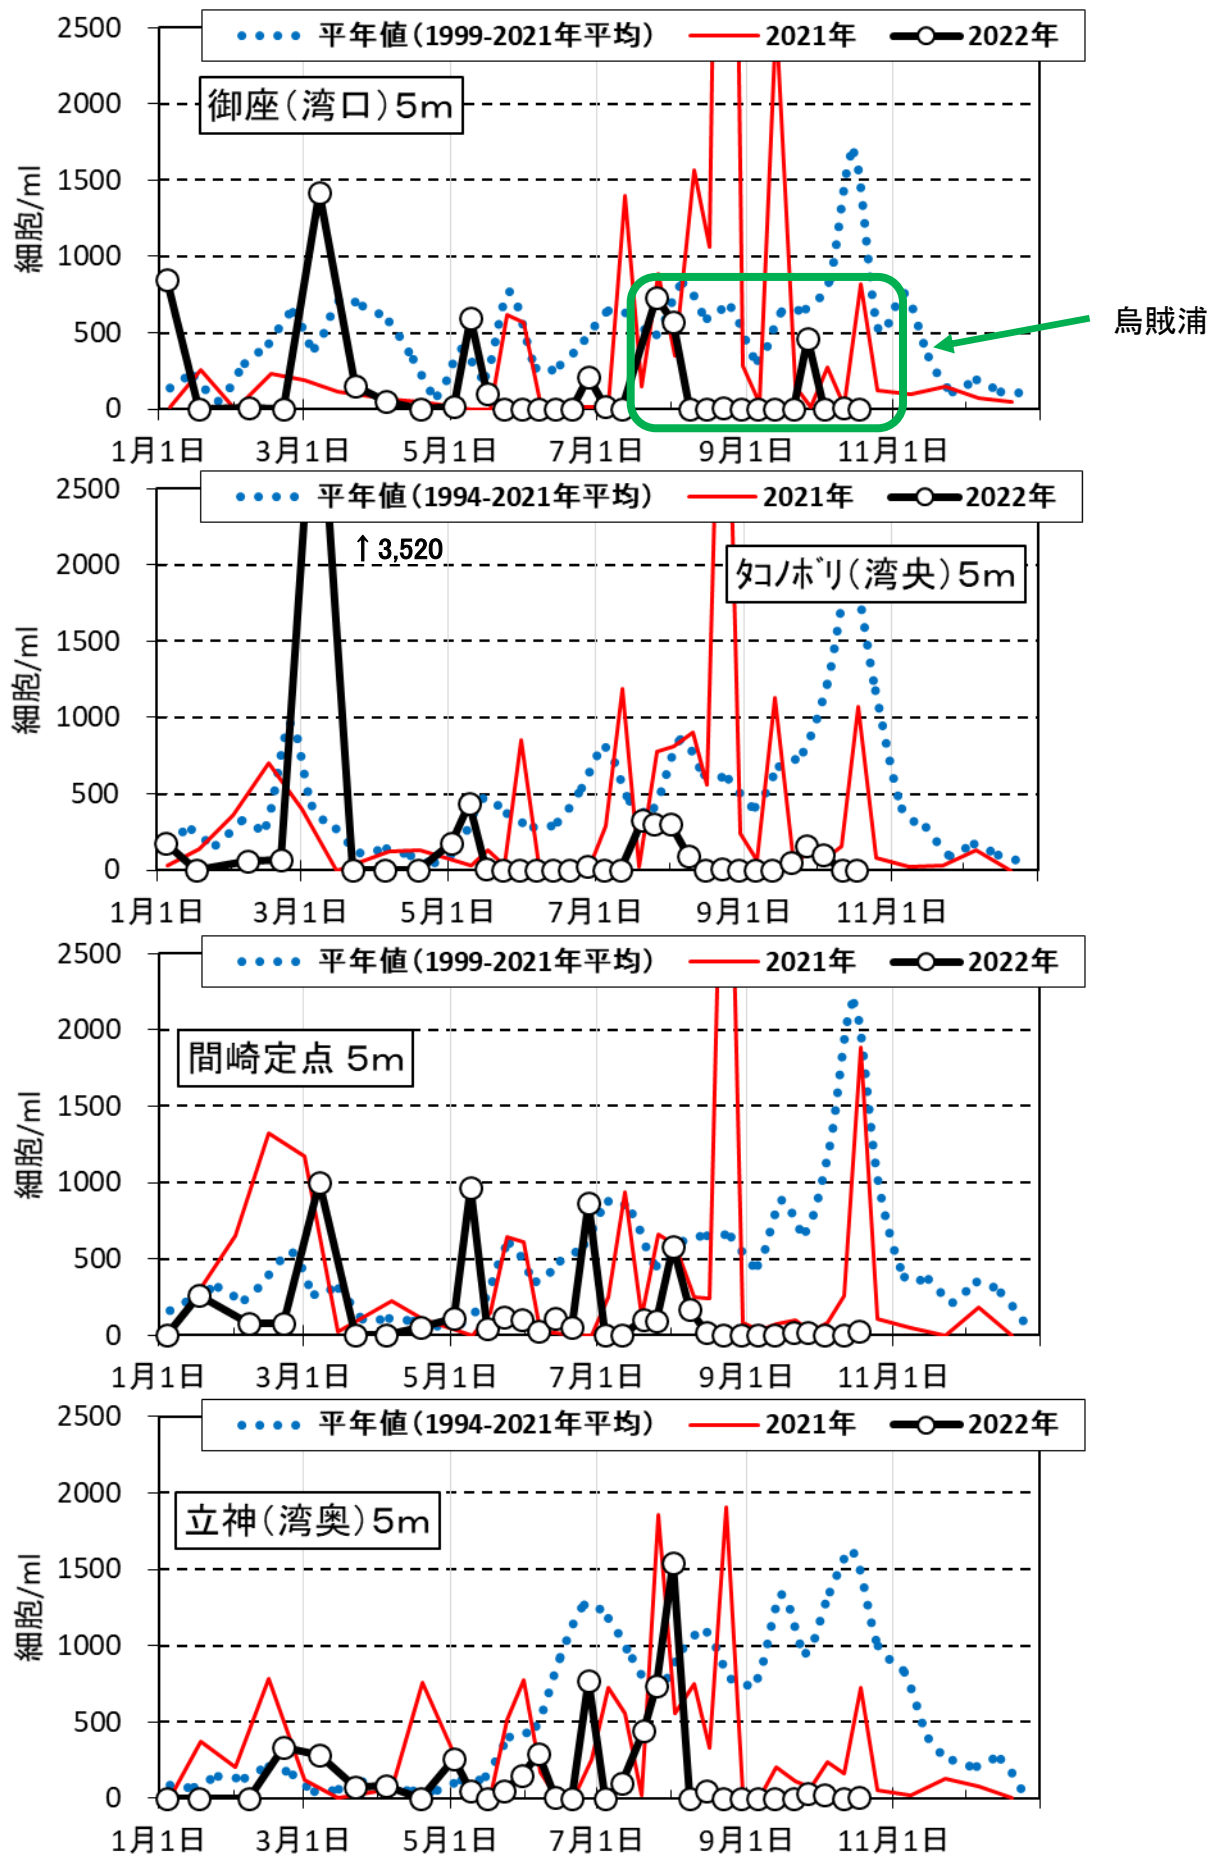 2500
平年値(1999-2021年平均) 2021年 2022年
御座(湾口)5m
2000
1500
1000
500
0
細胞/ml
烏賊浦
1月1日 3月1日 5月1日 7月1日 9月1日 11月1日
2500
平年値(1994-2021年平均) 2021年 2022年
↑3,520
ﾀｺﾉﾎﾞﾘ(湾央)5m
2000
1500
1000
500
0
細胞/ml
1月1日 3月1日 5月1日 7月1日 9月1日 11月1日
2500
平年値(1999-2021年平均) 2021年 2022年
間崎定点 5m
2000
1500
1000
500
0
細胞/ml
1月1日 3月1日 5月1日 7月1日 9月1日 11月1日
2500
平年値(1994-2021年平均) 2021年 2022年
立神(湾奥)5m
2000
1500
1000
500
0
細胞/ml
1月1日 3月1日 5月1日 7月1日 9月1日 11月1日